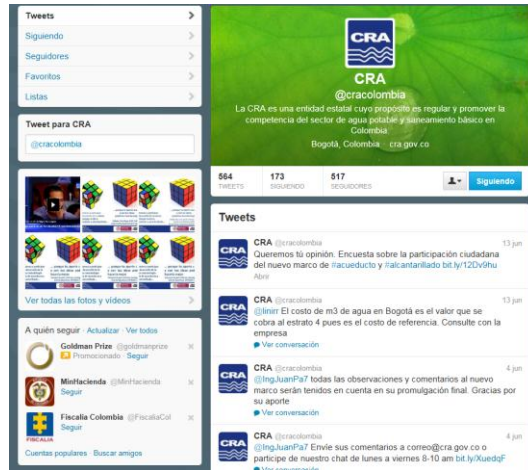 Tweets
Siguiendo
Seguidores
Favoritos
Listas
Tweet para CRA
@cracolombia
Ver todas las fotos y vídeos
A quién seguir · Actualizar · Ver todos
Goldman Prize @goldmanprize
Promocionado · Seguir
MinHacienda @MinHacienda
Seguir
Fiscalia Colombia @FiscaliaCol
Seguir
FISCALIA
Cuentas populares · Buscar amigos
CRA
CRA
@cracolombia
La CRA es una entidad estatal cuyo propósito es regular y promover la
competencia del sector de agua potable y saneamiento básico en
Colombia.
Bogotá, Colombia · cra.gov.co
564 173 517
TWEETS SIGUIENDO SEGUIDORES
Siguiendo
Tweets
CRA
CRA @cracolombia 13 jun
Queremos tú opinión. Encuesta sobre la participación ciudadana
del nuevo marco de #acueducto y #alcantarillado bit.ly/12Dv9hu
Abrir
CRA
CRA @cracolombia 13 jun
@linirr El costo de m3 de agua en Bogotá es el valor que se
cobra al estrato 4 pues es el costo de referencia. Consulte con la
empresa
Ver conversación
CRA
CRA @cracolombia 4 jun
@IngJuanPa7 todas las observaciones y comentarios al nuevo
marco serán tenidos en cuenta en su promulgación final. Gracias por
su aporte
Ver conversación
CRA
CRA @cracolombia 4 jun
@IngJuanPa7 Envíe sus comentarios a correo@cra.gov.co o
participe de nuestro chat de lunes a viernes 8-10 am bit.ly/XuedqF
Ver conversación